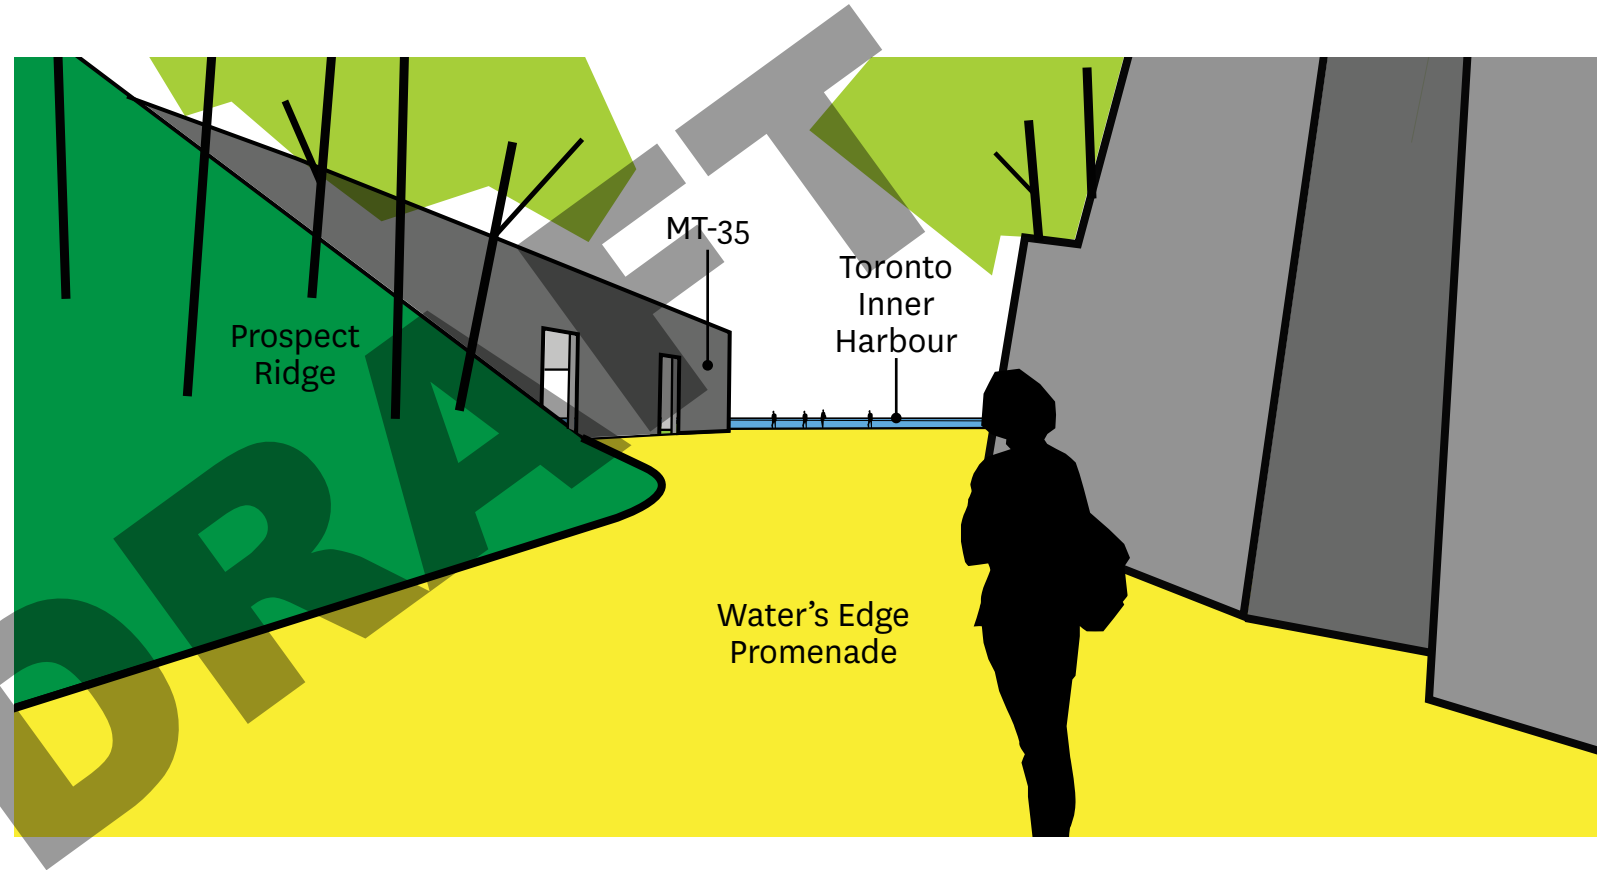 MT-35
Toronto
Inner
Harbour
Prospect
Ridge
Water’s Edge
Promenade
DRAFT